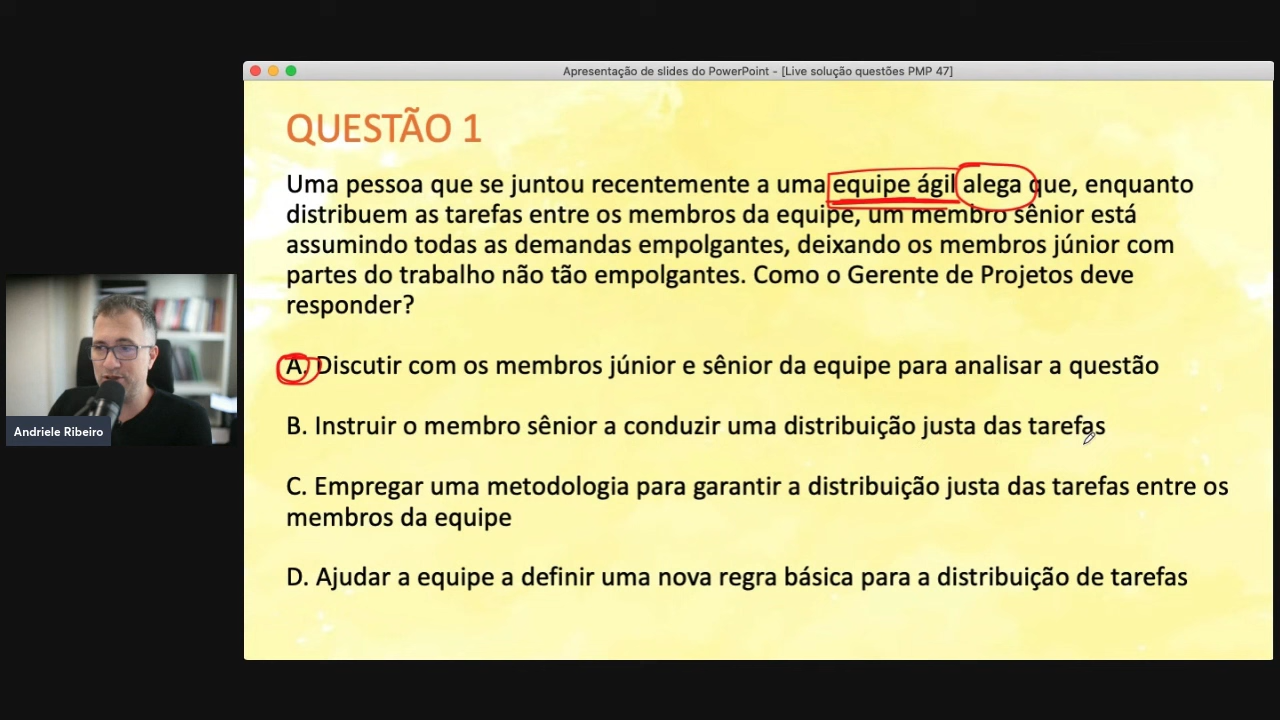 Apresentação de slides do PowerPoint - [Live solução questões PMP 47]
QUESTÃO 1
Uma pessoa que se juntou recentemente a uma equipe ágil alega que, enquanto
distribuem as tarefas entre os membros da equipe, um membro sênior está
assumindo todas as demandas empolgantes, deixando os membros júnior com
partes do trabalho não tão empolgantes. Como o Gerente de Projetos deve
responder?
A. Discutir com os membros júnior e sênior da equipe para analisar a questão
B. Instruir o membro sênior a conduzir uma distribuição justa das tarefas
C. Empregar uma metodologia para garantir a distribuição justa das tarefas entre os
membros da equipe
D. Ajudar a equipe a definir uma nova regra básica para a distribuição de tarefas
Andriele Ribeiro